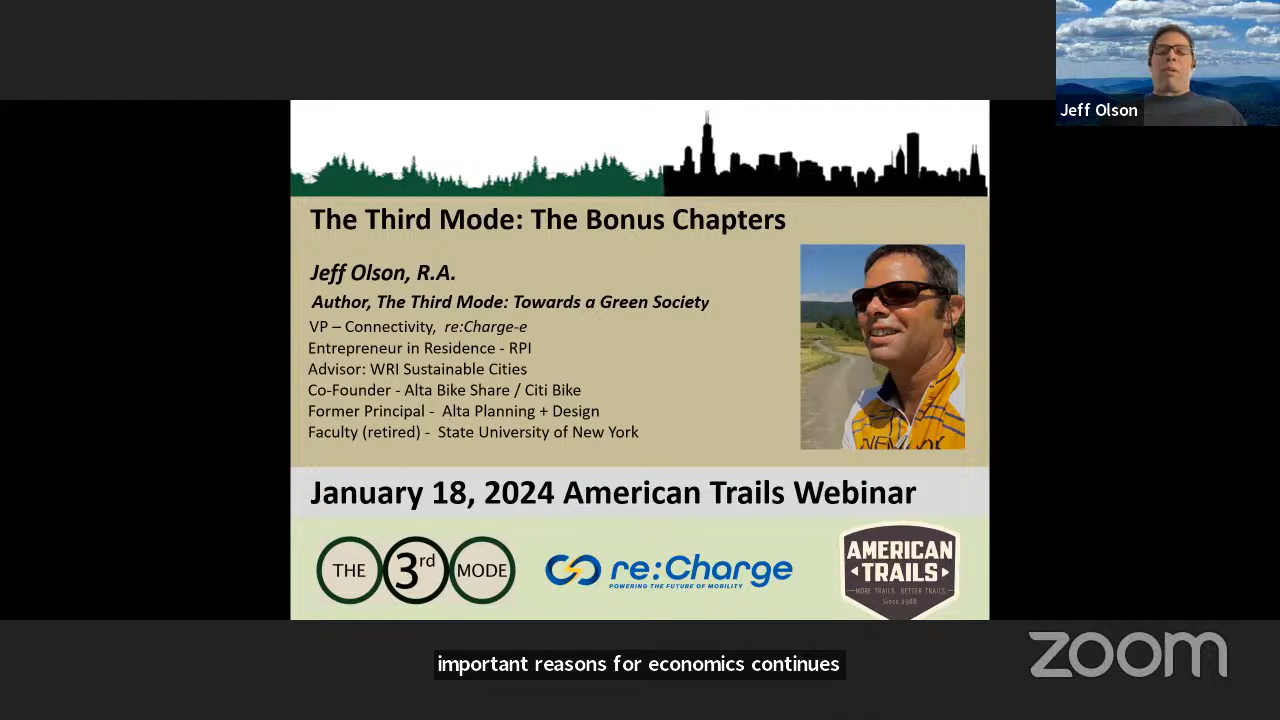 Jeff Olson
The Third Mode: The Bonus Chapters
Jeff Olson, R.A.
Author, The Third Mode: Towards a Green Society
VP – Connectivity, re:Charge-e
Entrepreneur in Residence - RPI
Advisor: WRI Sustainable Cities
Co-Founder - Alta Bike Share / Citi Bike
Former Principal - Alta Planning + Design
Faculty (retired) - State University of New York
NEW YORK
January 18, 2024 American Trails Webinar
THE 3rd MODE
re:Charge
POWERING THE FUTURE OF MOBILITY
AMERICAN
TRAILS
MORE TRAILS. BETTER TRAILS.
Since 1988
important reasons for economics continues
zoom